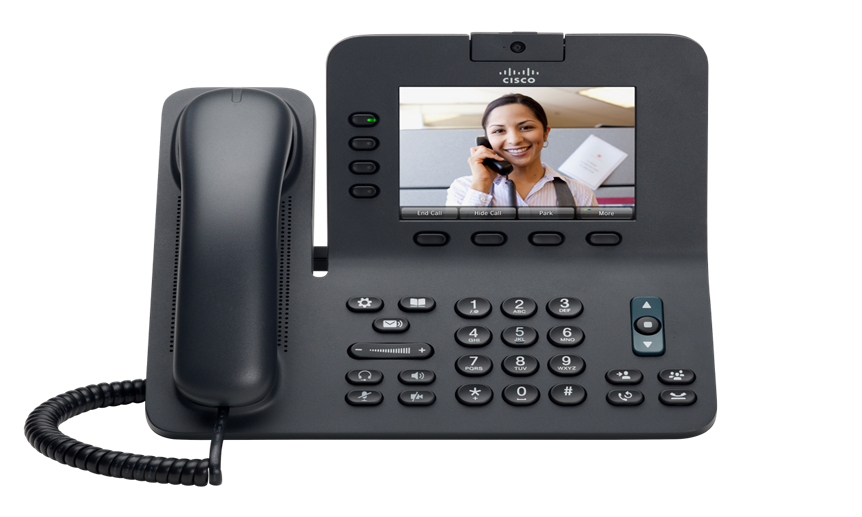 CISCO
End Call Hide Call Park More
1 2 ABC 3 DEF
4 GHI 5 JKL 6 MNO
7 PQRS 8 TUV 9 WXYZ
* 0 #